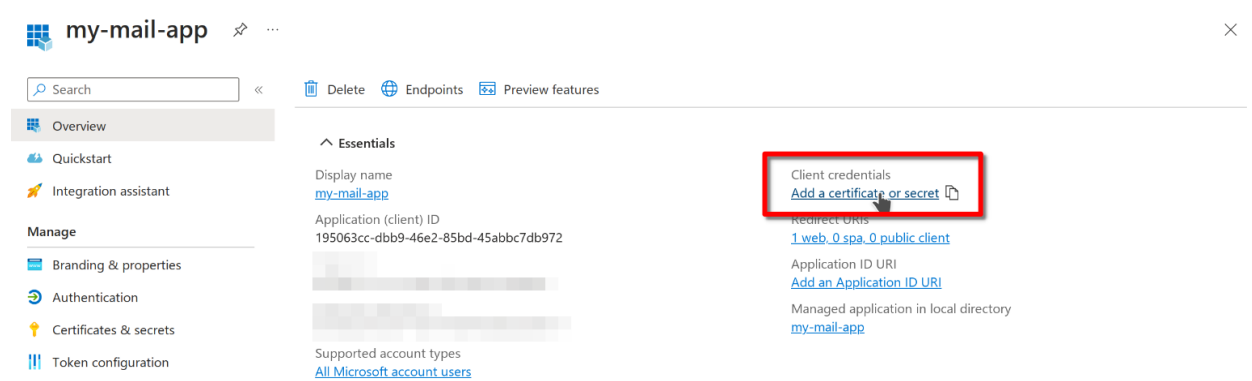 my-mail-app
Search
Delete
Endpoints
Preview features
Overview
Quickstart
Integration assistant
Manage
Branding & properties
Authentication
Certificates & secrets
Token configuration
Essentials
Display name
my-mail-app
Application (client) ID
195063cc-dbb9-46e2-85bd-45abbc7db972
Supported account types
All Microsoft account users
Client credentials
Add a certificate or secret
Redirect URIs
1 web, 0 spa, 0 public client
Application ID URI
Add an Application ID URI
Managed application in local directory
my-mail-app